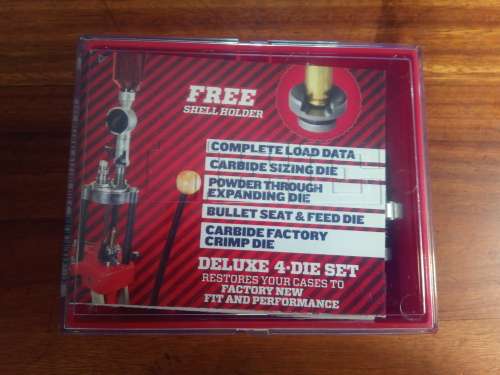 FREE
SHELL HOLDER
COMPLETE LOAD DATA
CARBIDE SIZING DIE
POWDER THROUGH
EXPANDING DIE
BULLET SEAT & FEED DIE
CARBIDE FACTORY
CRIMP DIE
DELUXE 4-DIE SET
RESTORES YOUR CASES TO
FACTORY NEW
FIT AND PERFORMANCE